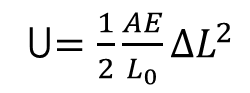 U= 1/2 AE/L₀ ΔL²